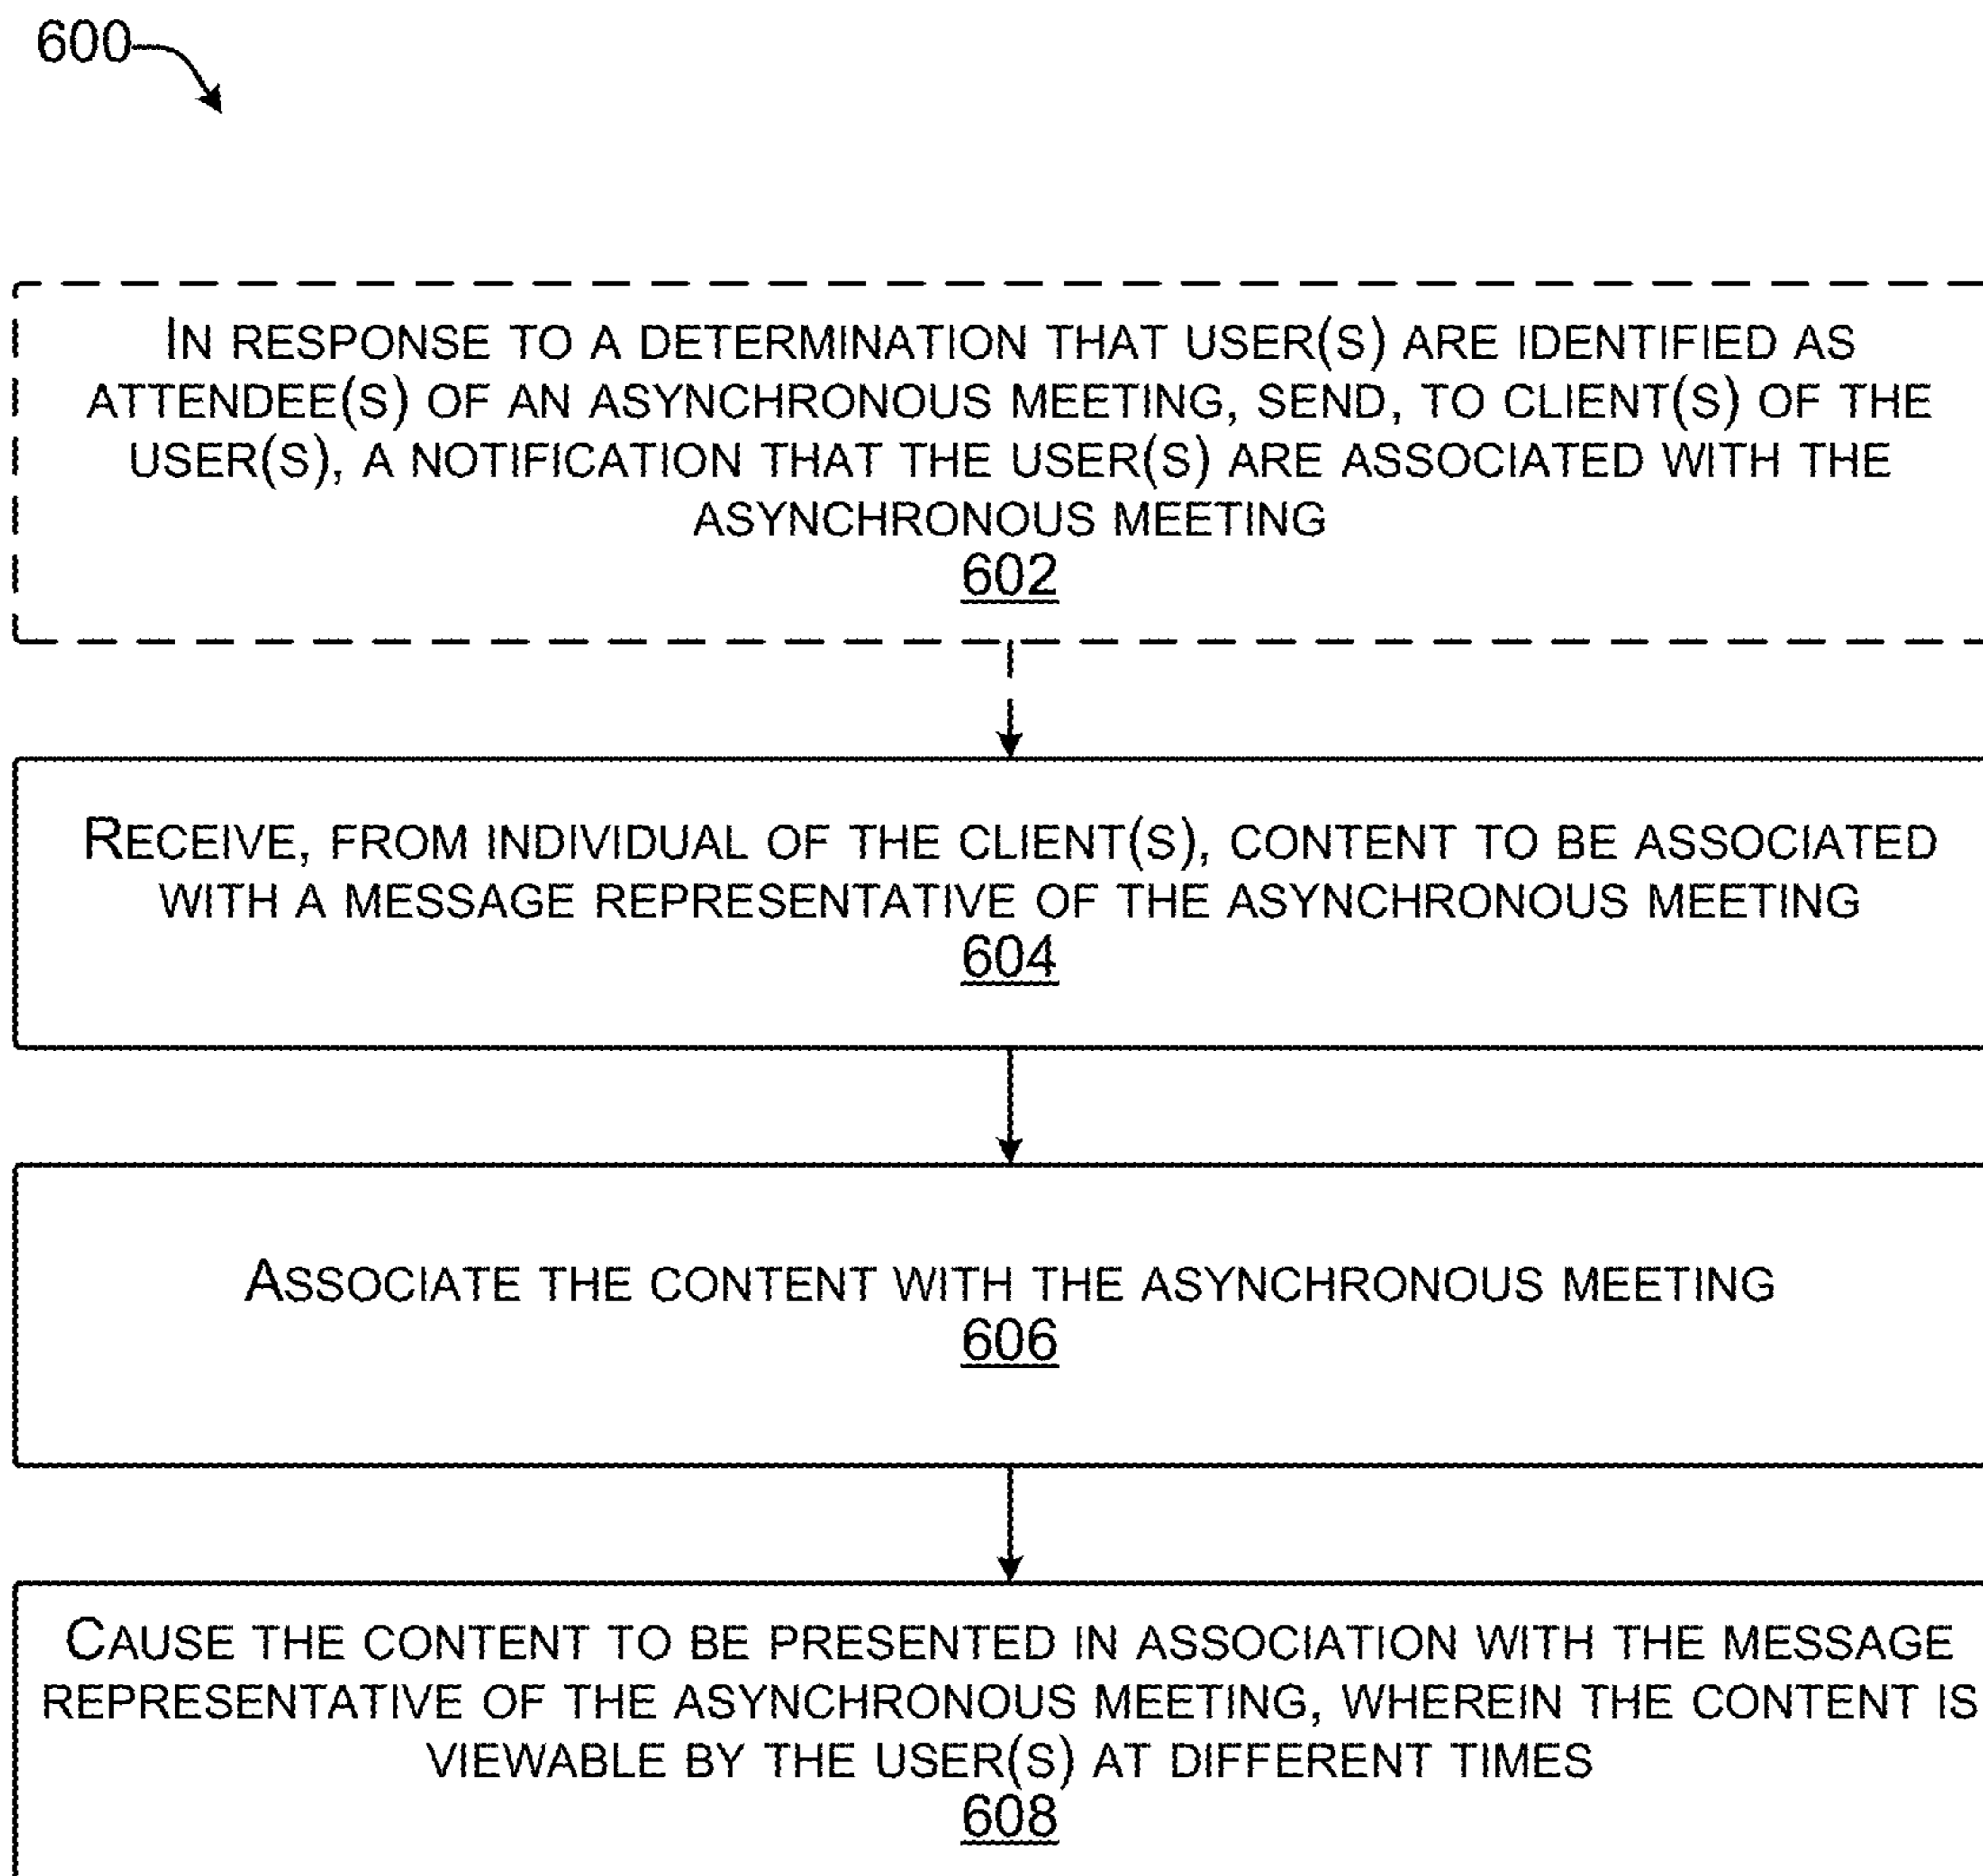 600
IN RESPONSE TO A DETERMINATION THAT USER(S) ARE IDENTIFIED AS
ATTENDEE(S) OF AN ASYNCHRONOUS MEETING, SEND, TO CLIENT(S) OF THE
USER(S), A NOTIFICATION THAT THE USER(S) ARE ASSOCIATED WITH THE
ASYNCHRONOUS MEETING
602
RECEIVE, FROM INDIVIDUAL OF THE CLIENT(S), CONTENT TO BE ASSOCIATED
WITH A MESSAGE REPRESENTATIVE OF THE ASYNCHRONOUS MEETING
604
ASSOCIATE THE CONTENT WITH THE ASYNCHRONOUS MEETING
606
CAUSE THE CONTENT TO BE PRESENTED IN ASSOCIATION WITH THE MESSAGE
REPRESENTATIVE OF THE ASYNCHRONOUS MEETING, WHEREIN THE CONTENT IS
VIEWABLE BY THE USER(S) AT DIFFERENT TIMES
608